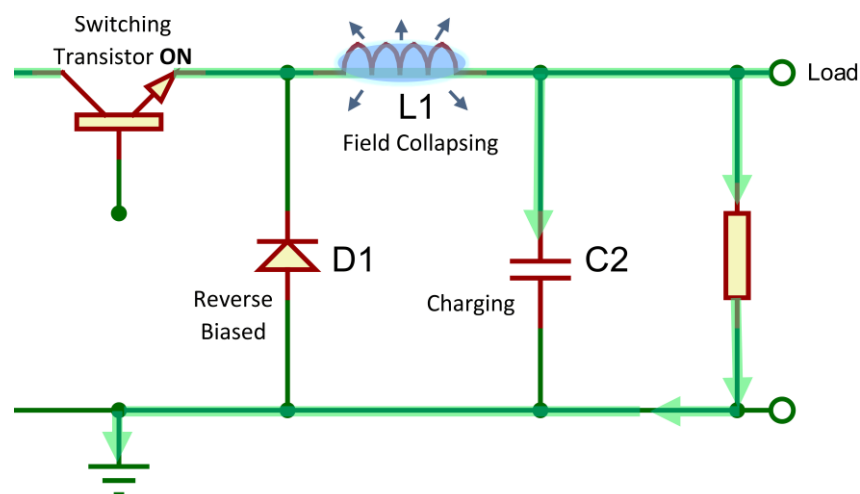 Switching
Transistor ON
Load
L1
Field Collapsing
D1
C2
Reverse
Biased
Charging